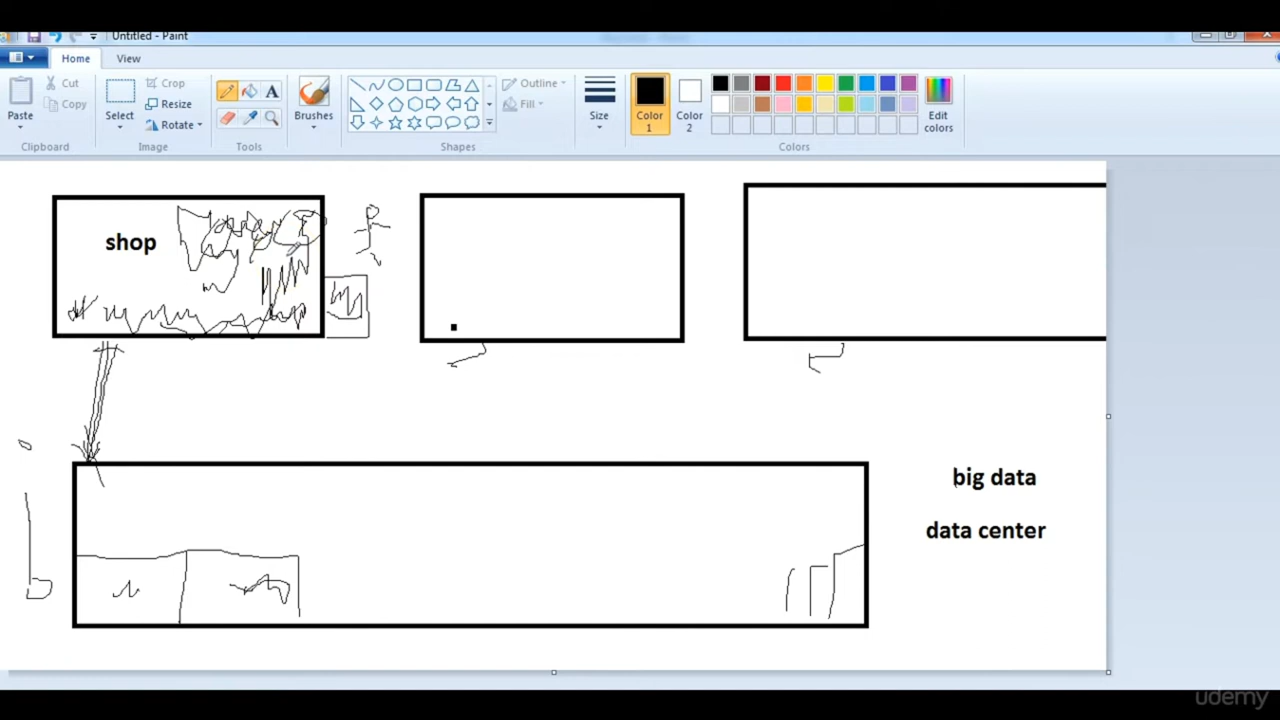 Untitled - Paint
Home
View
Cut
Copy
Paste
Clipboard
Crop
Resize
Rotate
Select
Image
Tools
Brushes
Outline
Fill
Shapes
Size
Color 1
Color 2
Edit colors
Colors
shop
big data
data center
udemy